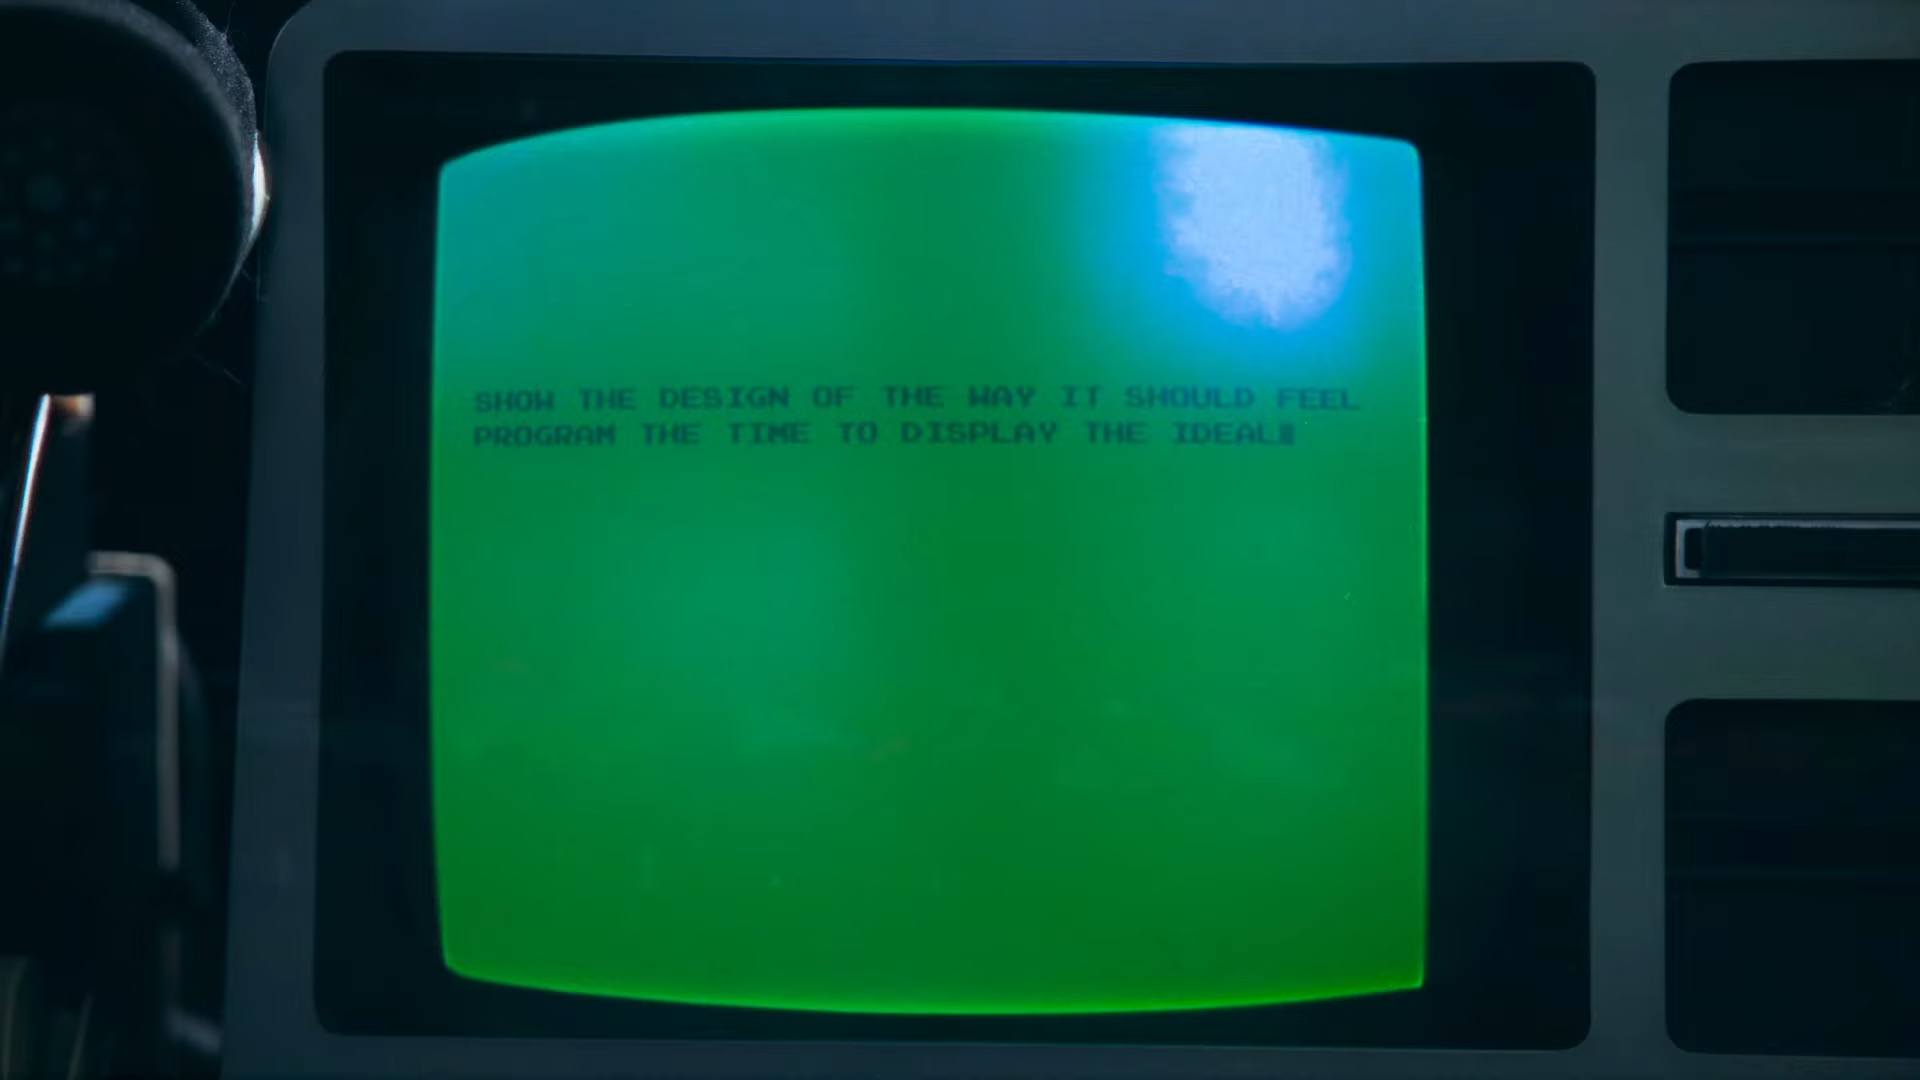 SHOW THE DESIGN OF THE WAY IT SHOULD FEEL
PROGRAM THE TIME TO DISPLAY THE IDEAL